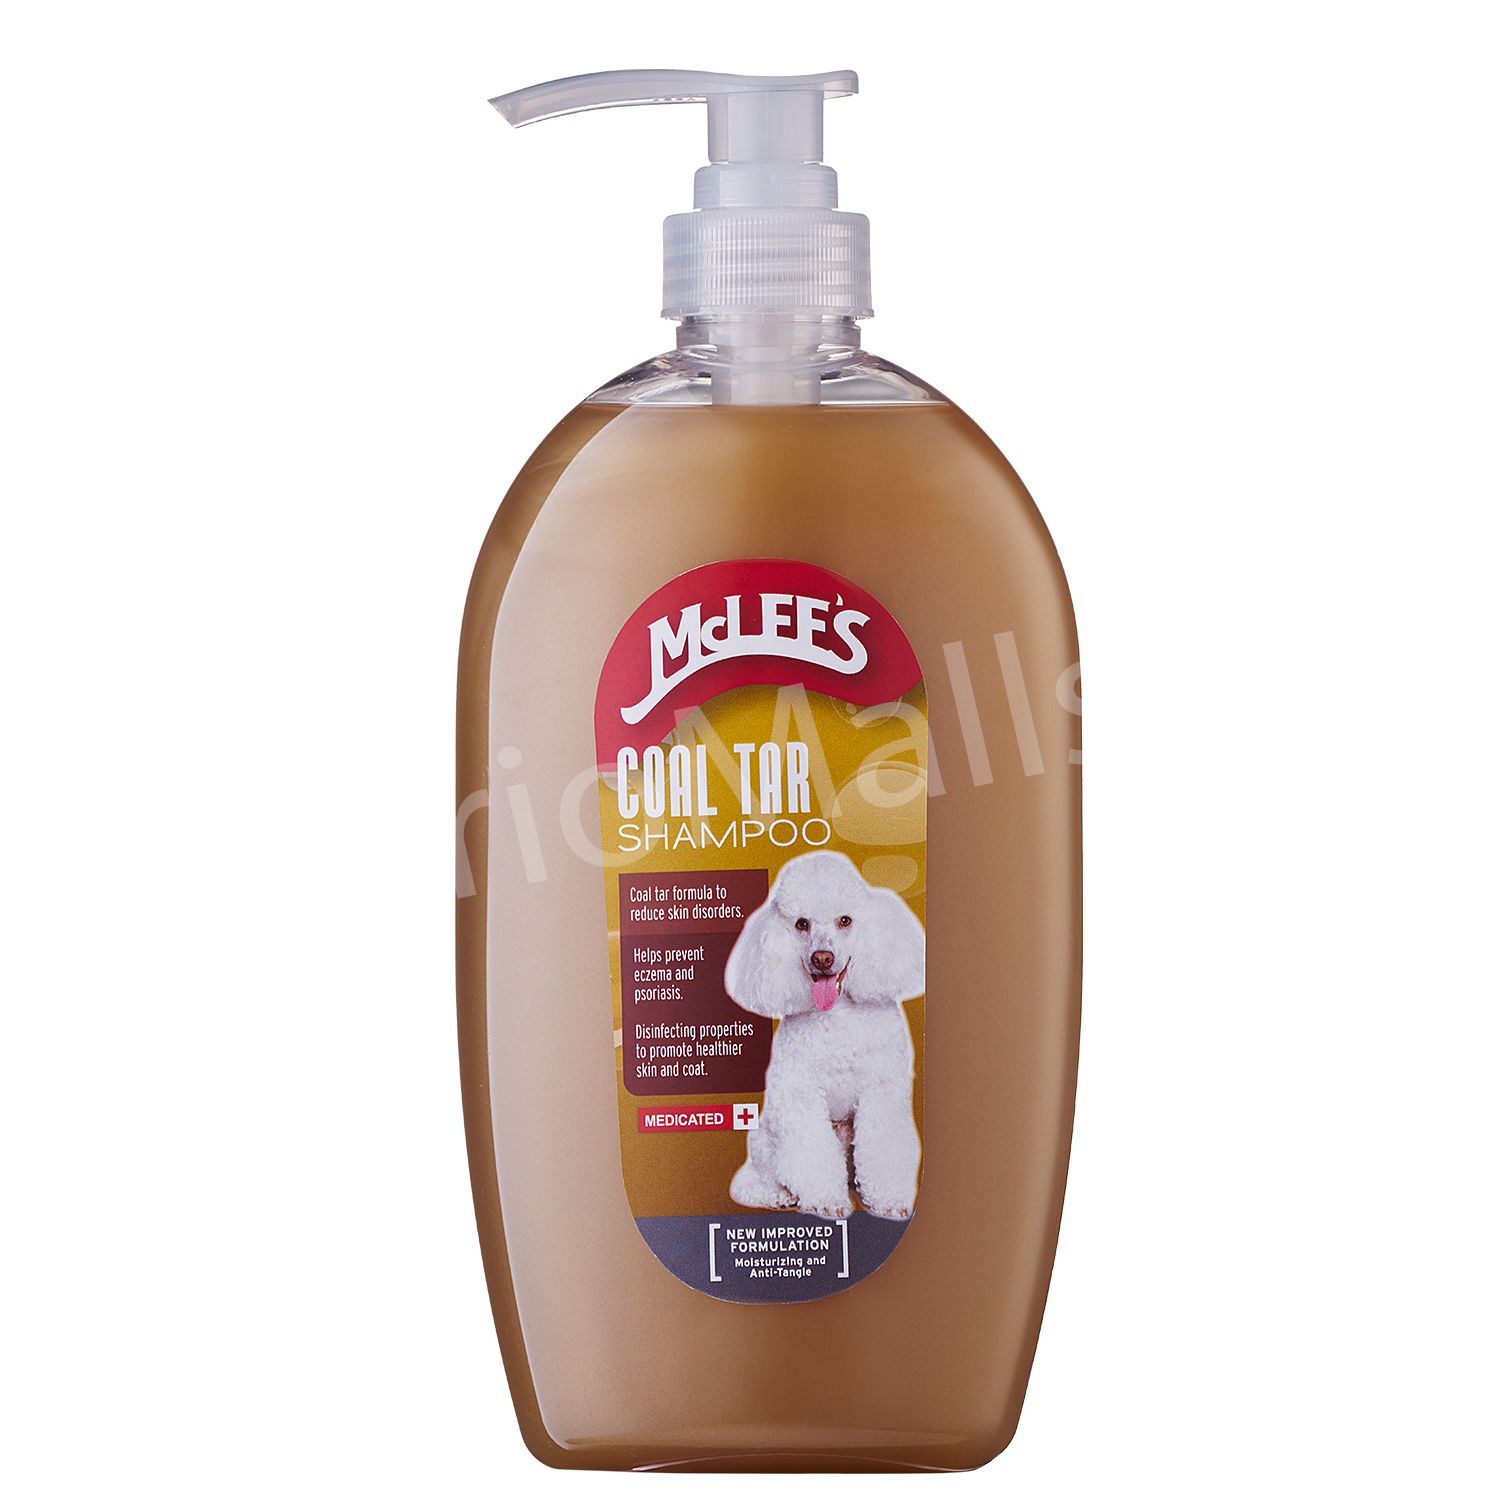 McLEE'S
COAL TAR
SHAMPOO
Coal tar formula to
reduce skin disorders.
Helps prevent
eczema and
psoriasis.
Disinfecting properties
to promote healthier
skin and coat.
MEDICATED
NEW IMPROVED
FORMULATION
Moisturizing and
Anti-Tangle
ricMalls